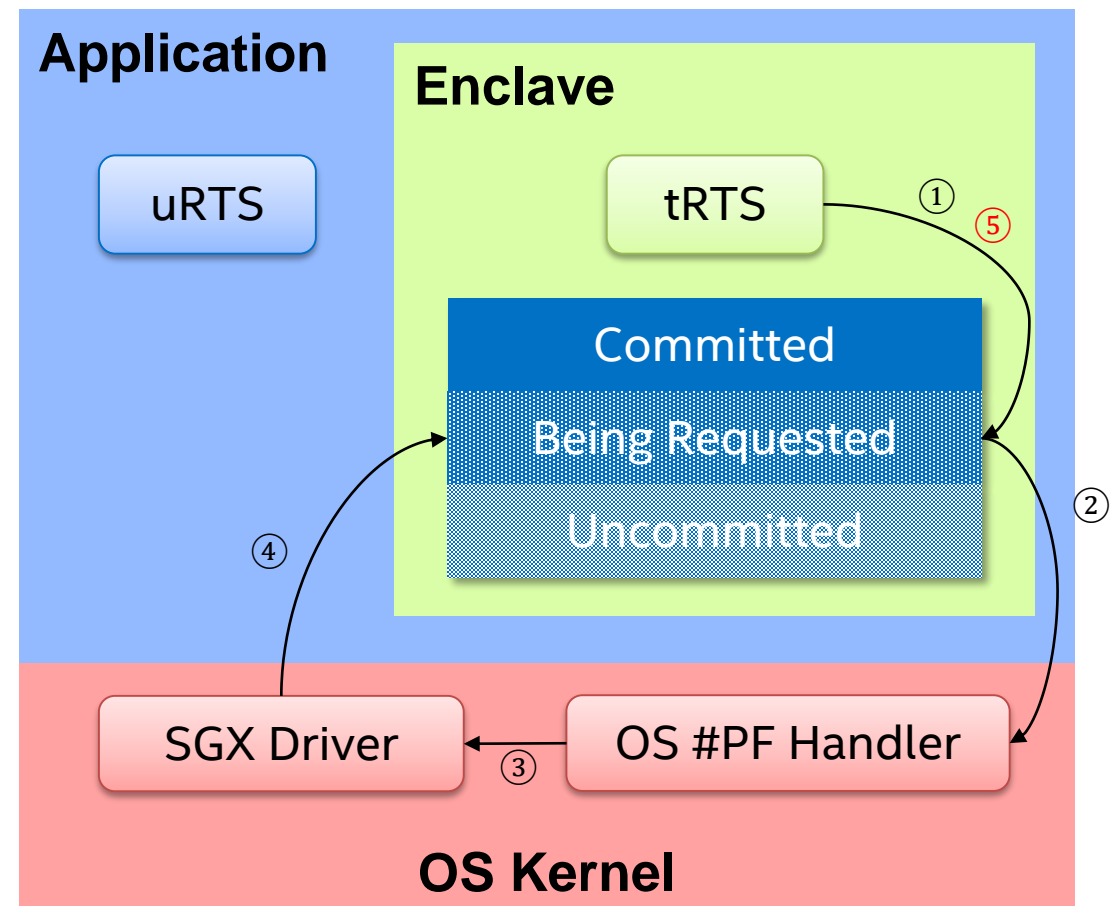 Application
Enclave
uRTS
tRTS
①
⑤
Committed
Being Requested
②
Uncommitted
④
SGX Driver
③
OS #PF Handler
OS Kernel